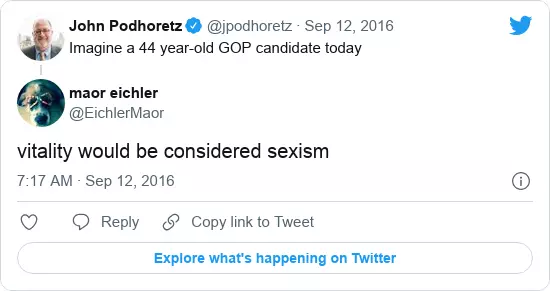 John Podhoretz @jpodhoretz · Sep 12, 2016
Imagine a 44 year-old GOP candidate today
maor eichler
@EichlerMaor
vitality would be considered sexism
7:17 AM · Sep 12, 2016
Reply Copy link to Tweet
Explore what's happening on Twitter